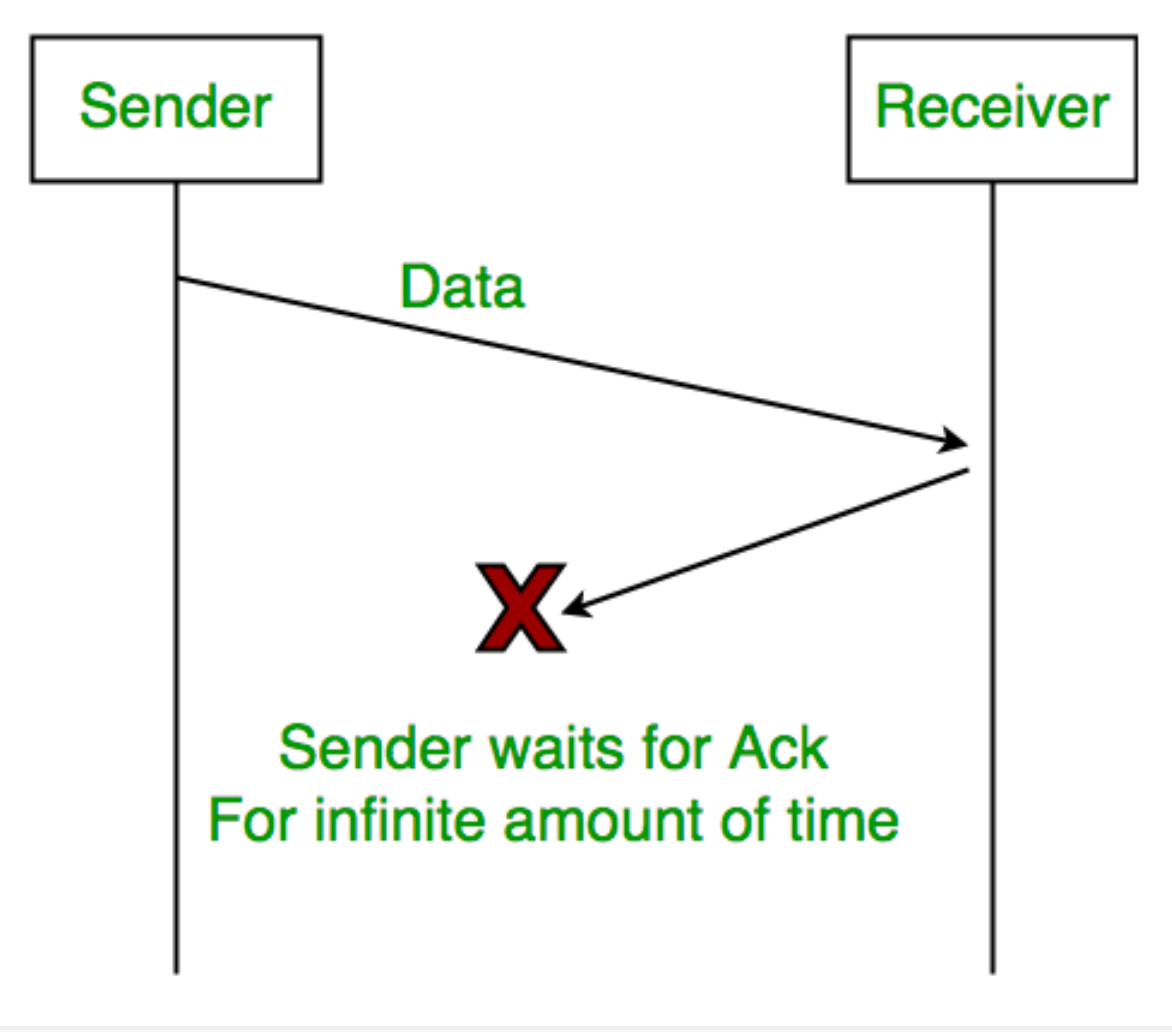 Sender
Receiver
Data
X
Sender waits for Ack
For infinite amount of time